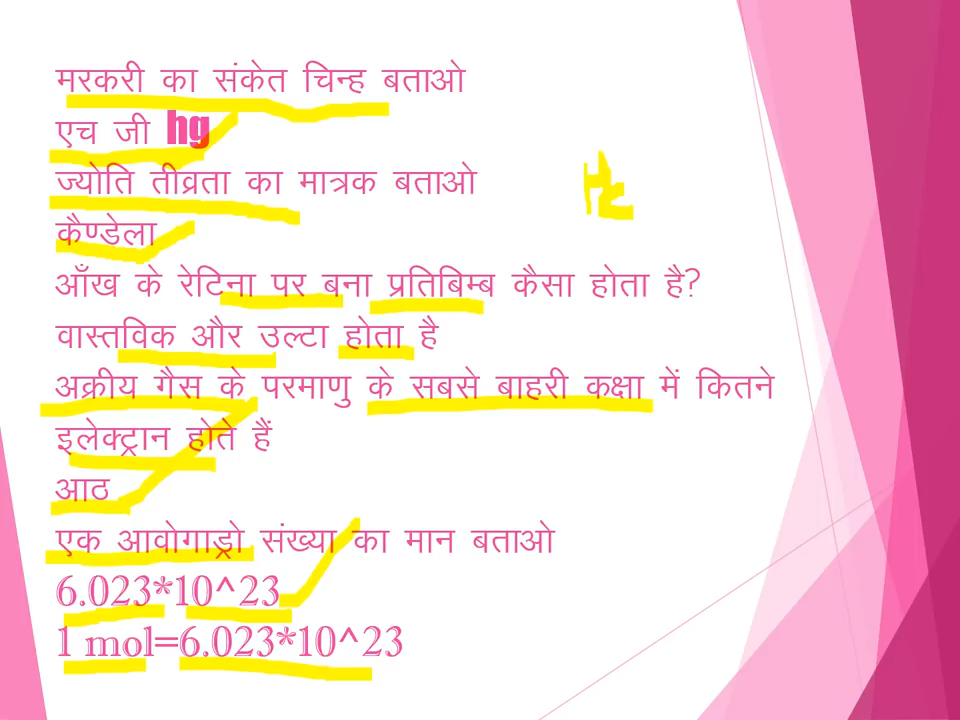 मरकरी का संकेत चिन्ह बताओ
एच जी hg
ज्योति तीव्रता का मात्रक बताओ
कैण्डेला
आँख के रेटिना पर बना प्रतिबिम्ब कैसा होता है?
वास्तविक और उल्टा होता है
अक्रीय गैस के परमाणु के सबसे बाहरी कक्षा में कितने
इलेक्ट्रान होते हैं
आठ
एक आवोगाड्रो संख्या का मान बताओ
6.023*10^23
1 mol=6.023*10^23